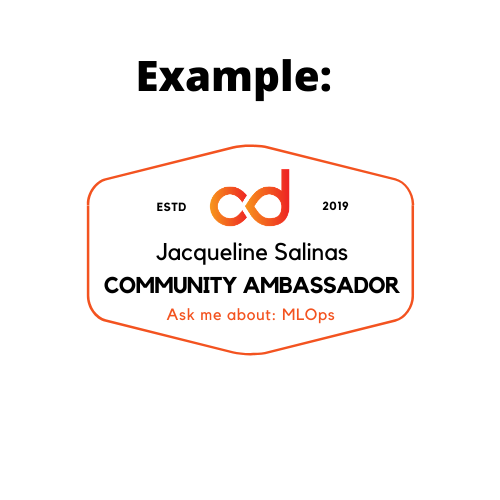 Example:
ESTD cd 2019
Jacqueline Salinas
COMMUNITY AMBASSADOR
Ask me about: MLOps